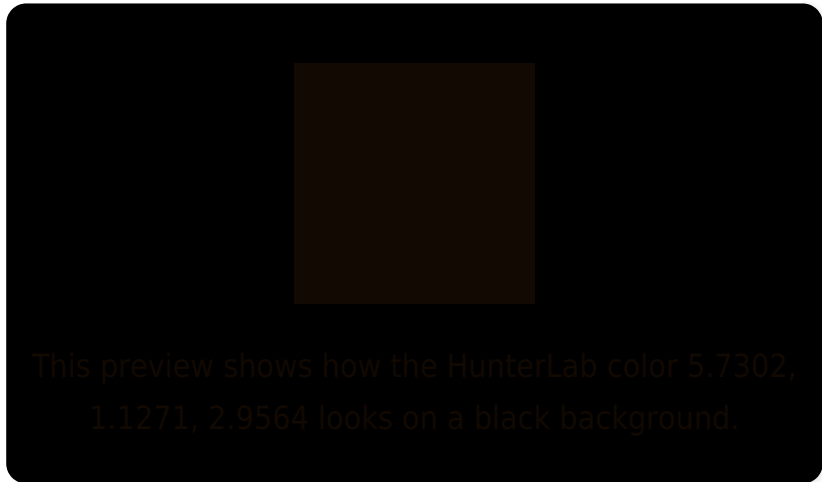 This preview shows how the HunterLab color 5.7302,
1.1271, 2.9564 looks on a black background.